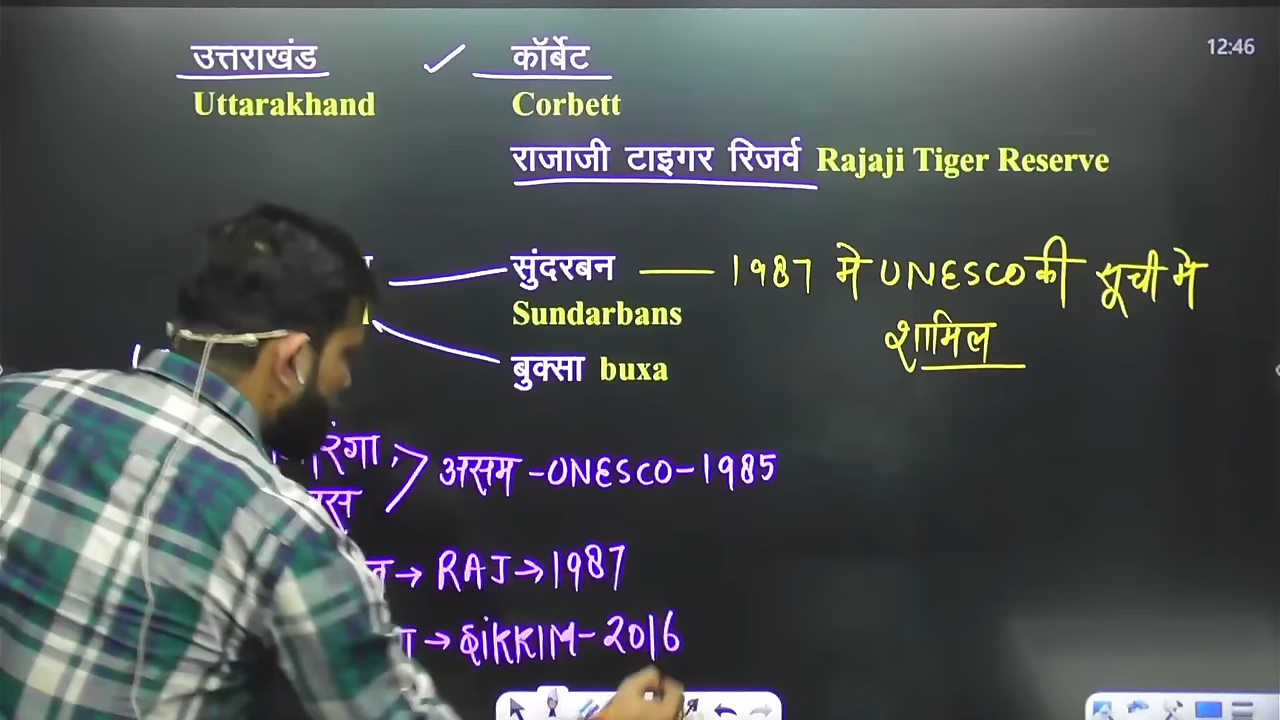 12:46
उत्तराखंड ✓ कॉर्बेट
Uttarakhand Corbett
राजाजी टाइगर रिजर्व Rajaji Tiger Reserve
सुंदरबन — 1987 मे UNESCO की सूची मे
Sundarbans शामिल
बुक्सा buxa
असम - UNESCO - 1985
→ RAJ → 1987
→ SIKKIM - 2016